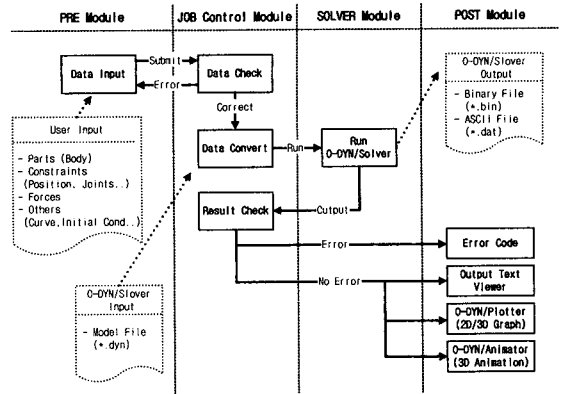 PRE Module
JOB Control Module
SOLVER Module
POST Module
Data Input
Submit
Error
Data Check
Correct
Data Convert
Run
Run
O-DYN/Solver
Output
Result Check
Error
No Error
O-DYN/Slover
Output
- Binary File
(*.bin)
- ASCII File
(*.dat)
User Input
- Parts (Body)
- Constraints
(Position, Joints..)
- Forces
- Others
(Curve,Initial Cond..)
O-DYN/Slover
Input
- Model File
(*.dyn)
Error Code
Output Text
Viewer
O-DYN/Plotter
(2D/3D Graph)
O-DYN/Animator
(3D Animation)